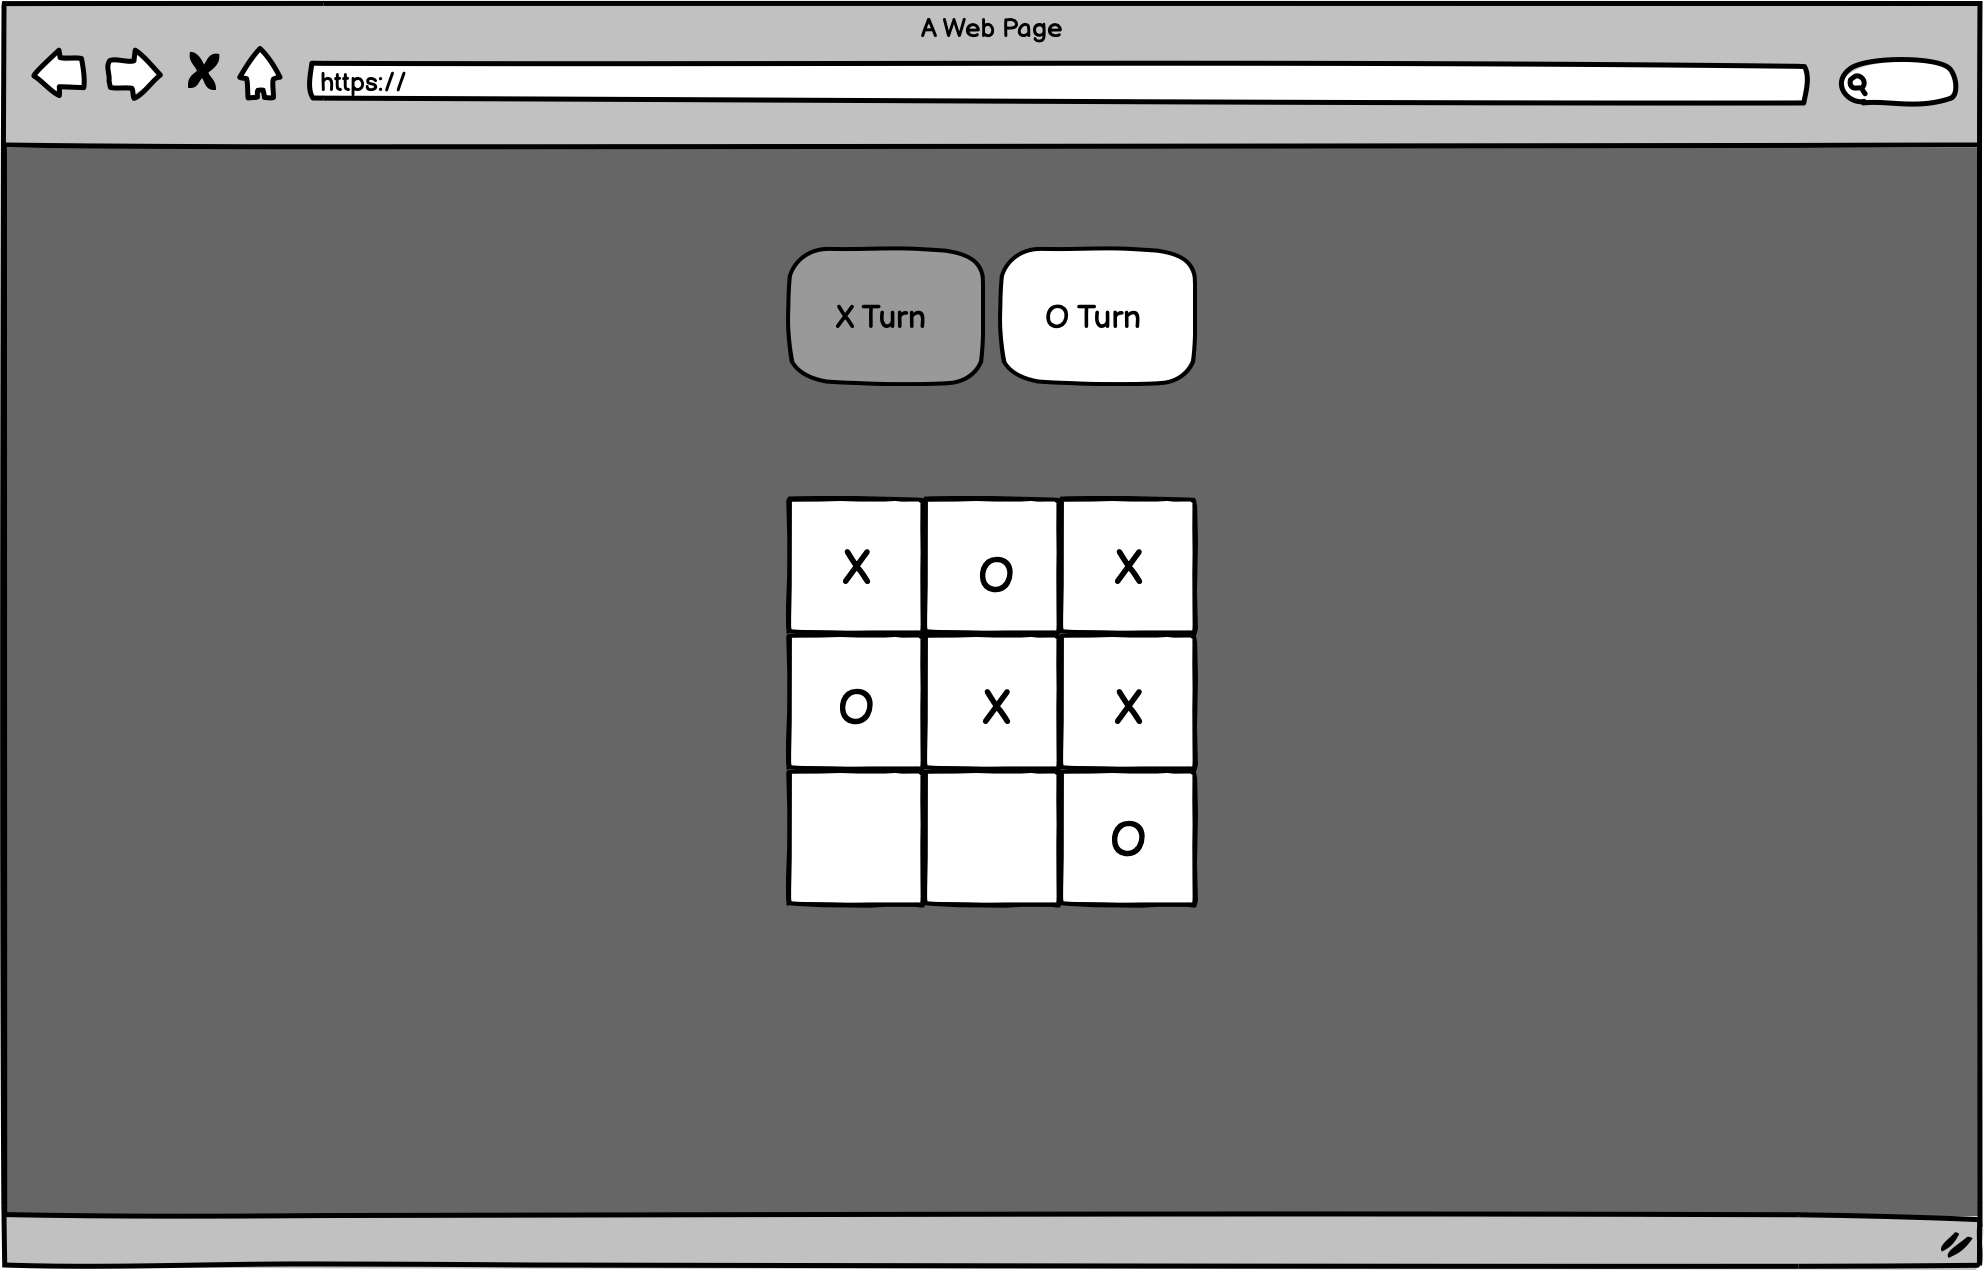 A Web Page
https://
X Turn O Turn
X O X
O X X
O